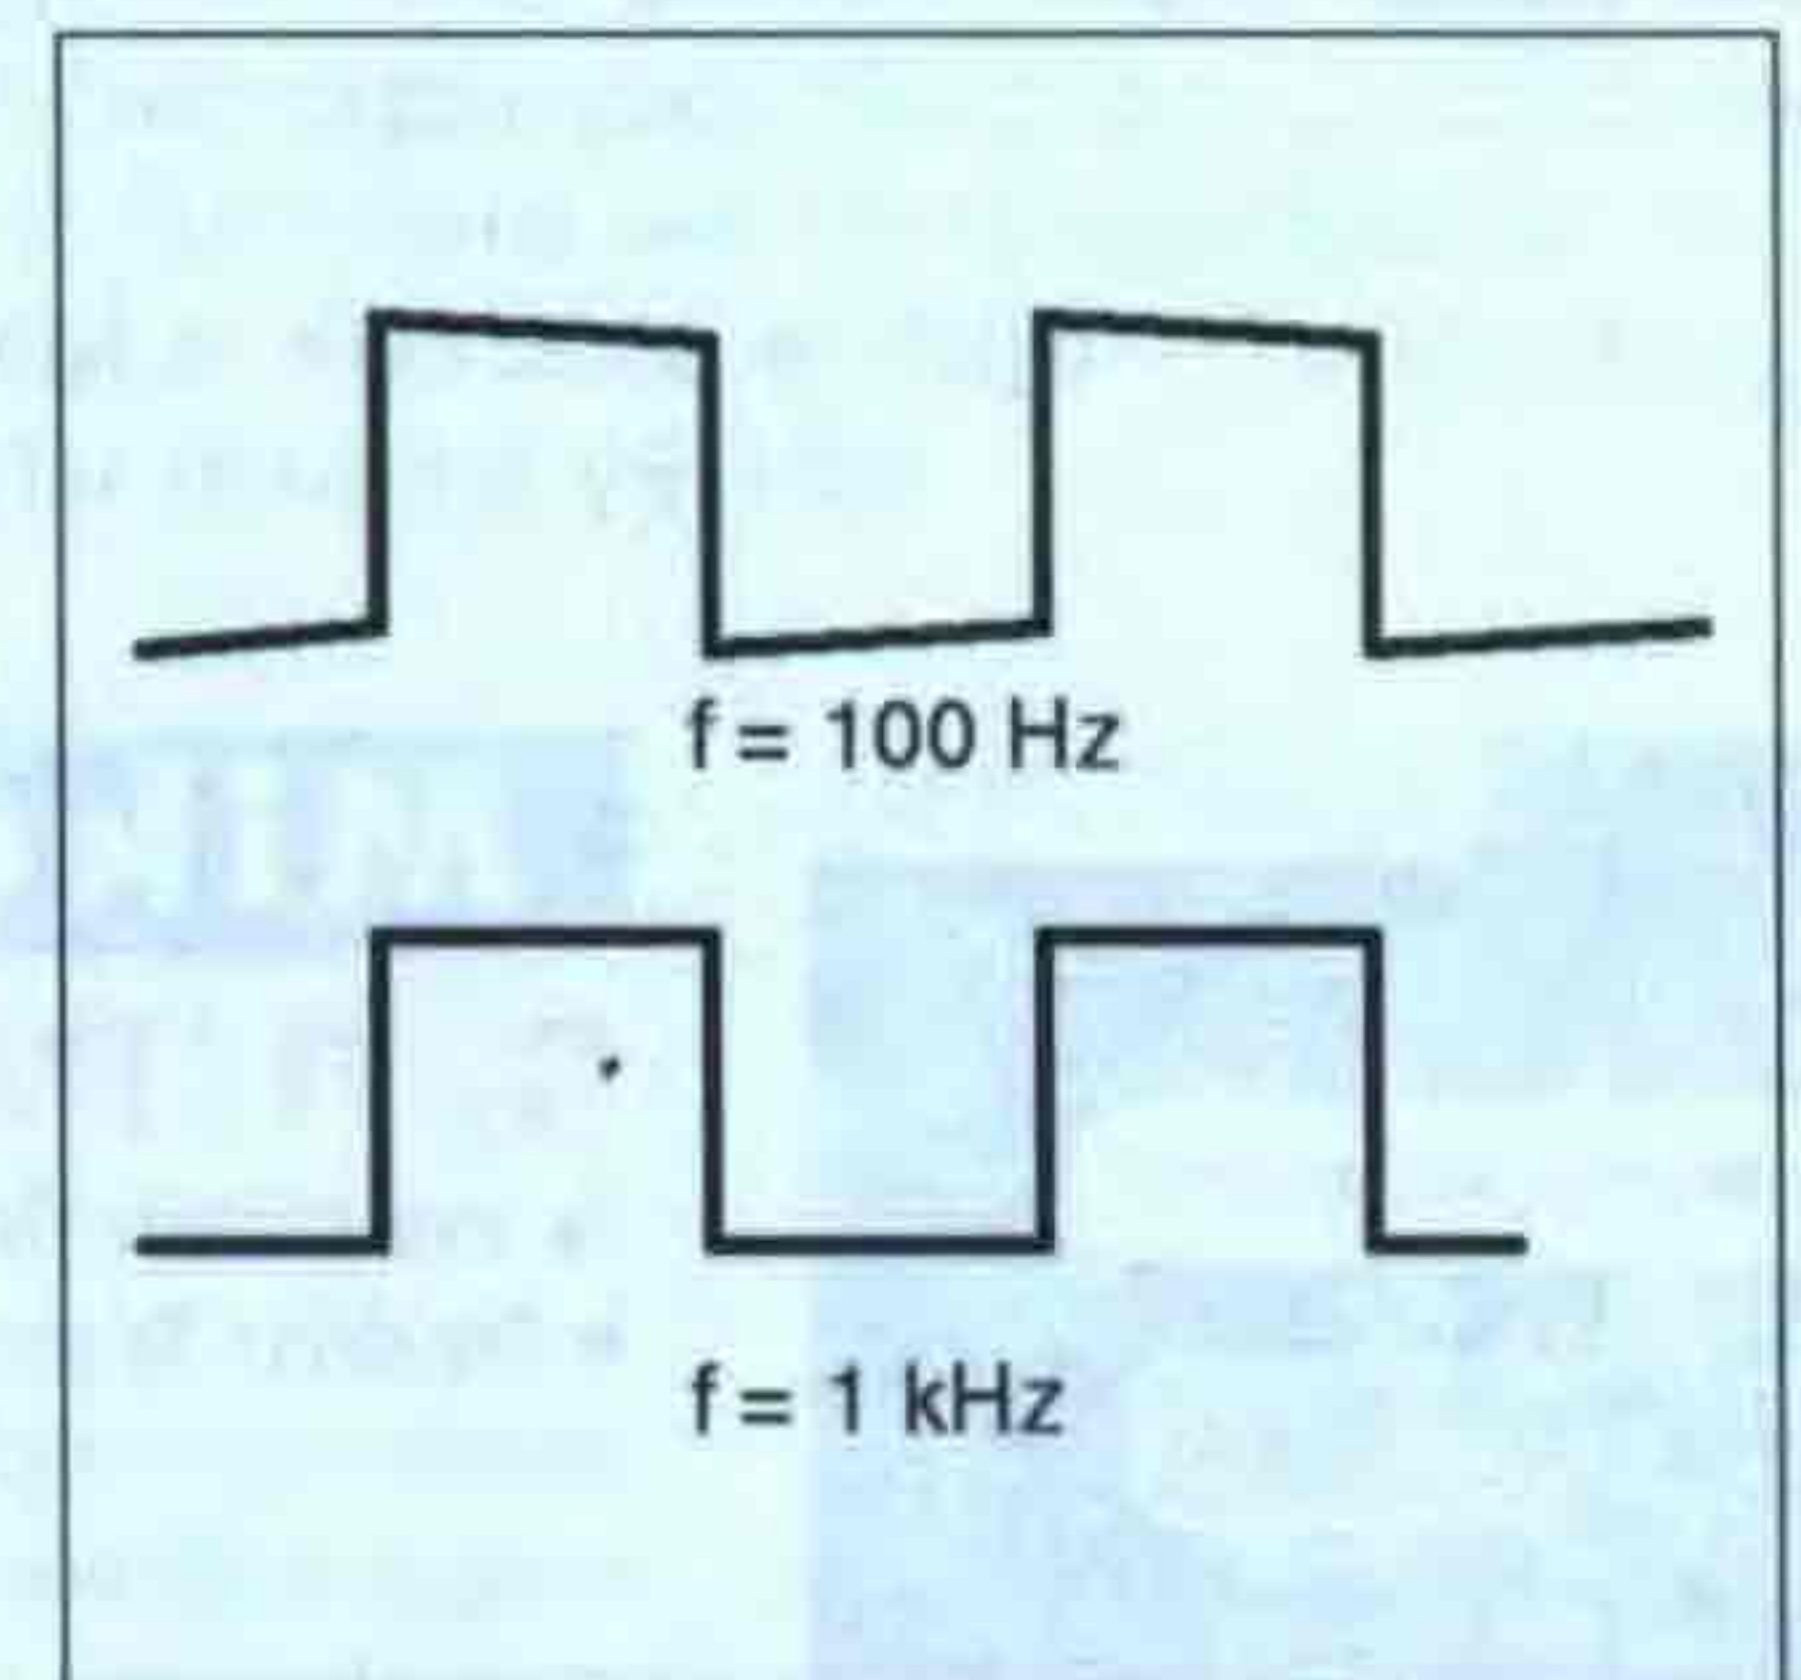 f = 100 Hz
f = 1 kHz